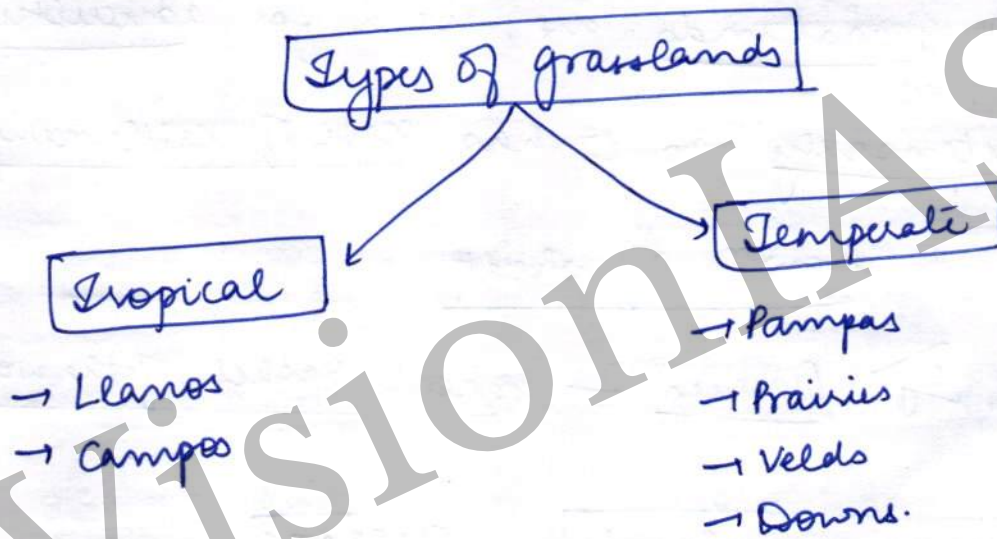 Types of grasslands
Tropical
→ Llanos
→ Campos
Temperate
→ Pampas
→ Prairies
→ Velds
→ Downs.
VisionIAS